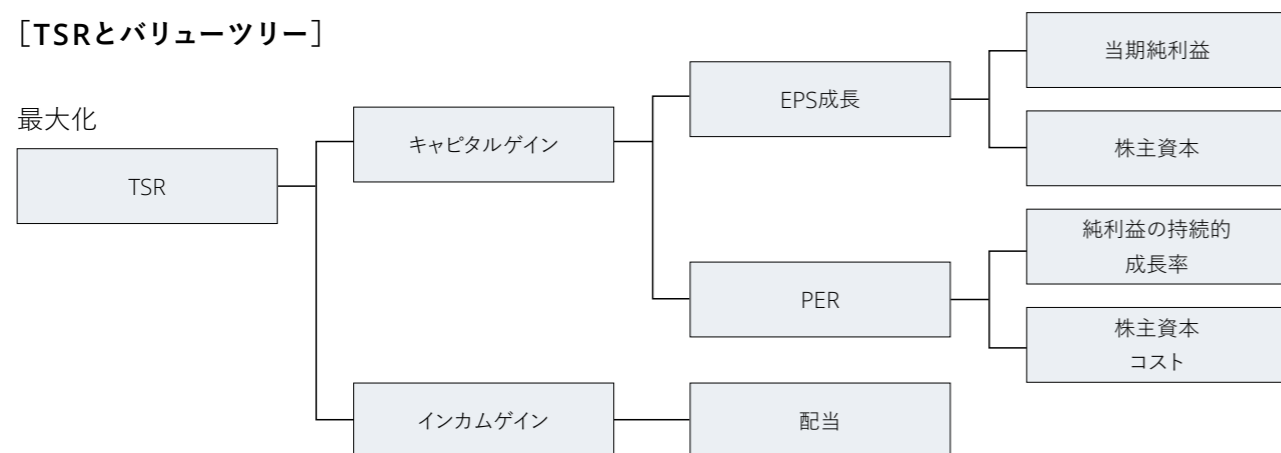 ［TSRとバリューツリー］
最大化
TSR
キャピタルゲイン
EPS成長
当期純利益
株主資本
PER
純利益の持続的
成長率
株主資本
コスト
インカムゲイン
配当